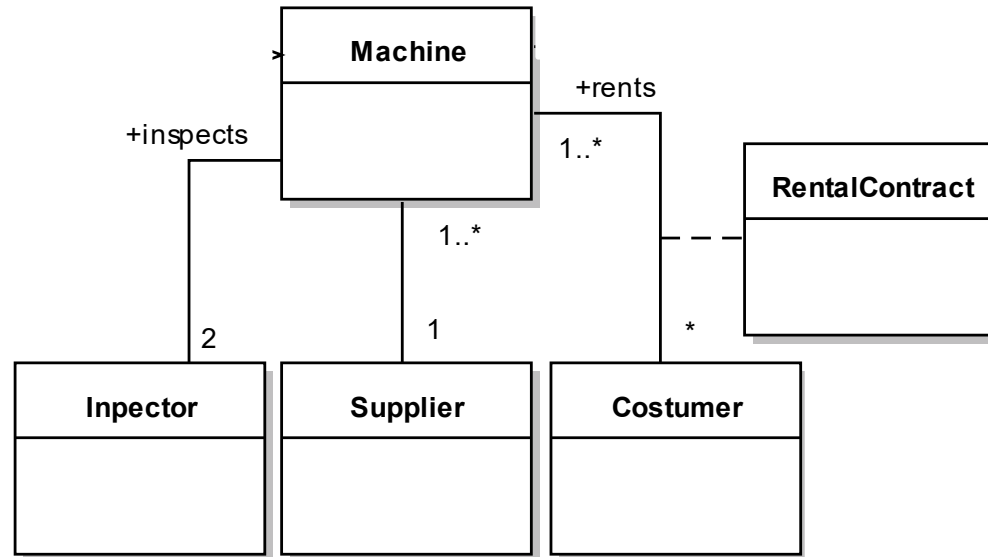 Machine
+rents
+inspects
1..*
RentalContract
1..*
2
1
*
Inpector
Supplier
Costumer